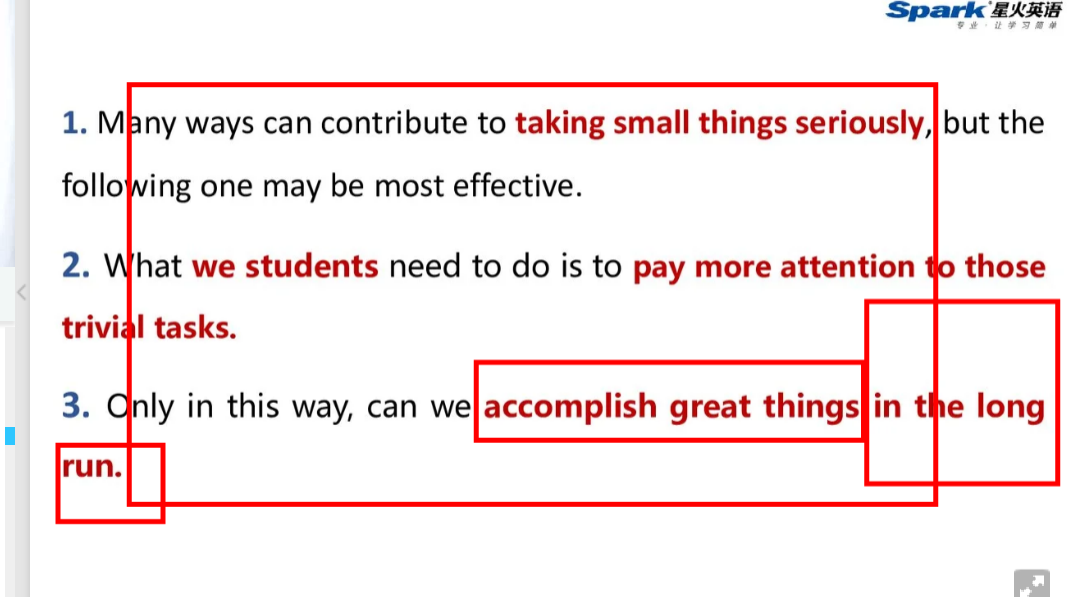 Spark 星火英语
专业·让学习简单
1. Many ways can contribute to taking small things seriously, but the
following one may be most effective.
2. What we students need to do is to pay more attention to those
trivial tasks.
3. Only in this way, can we accomplish great things in the long
run.